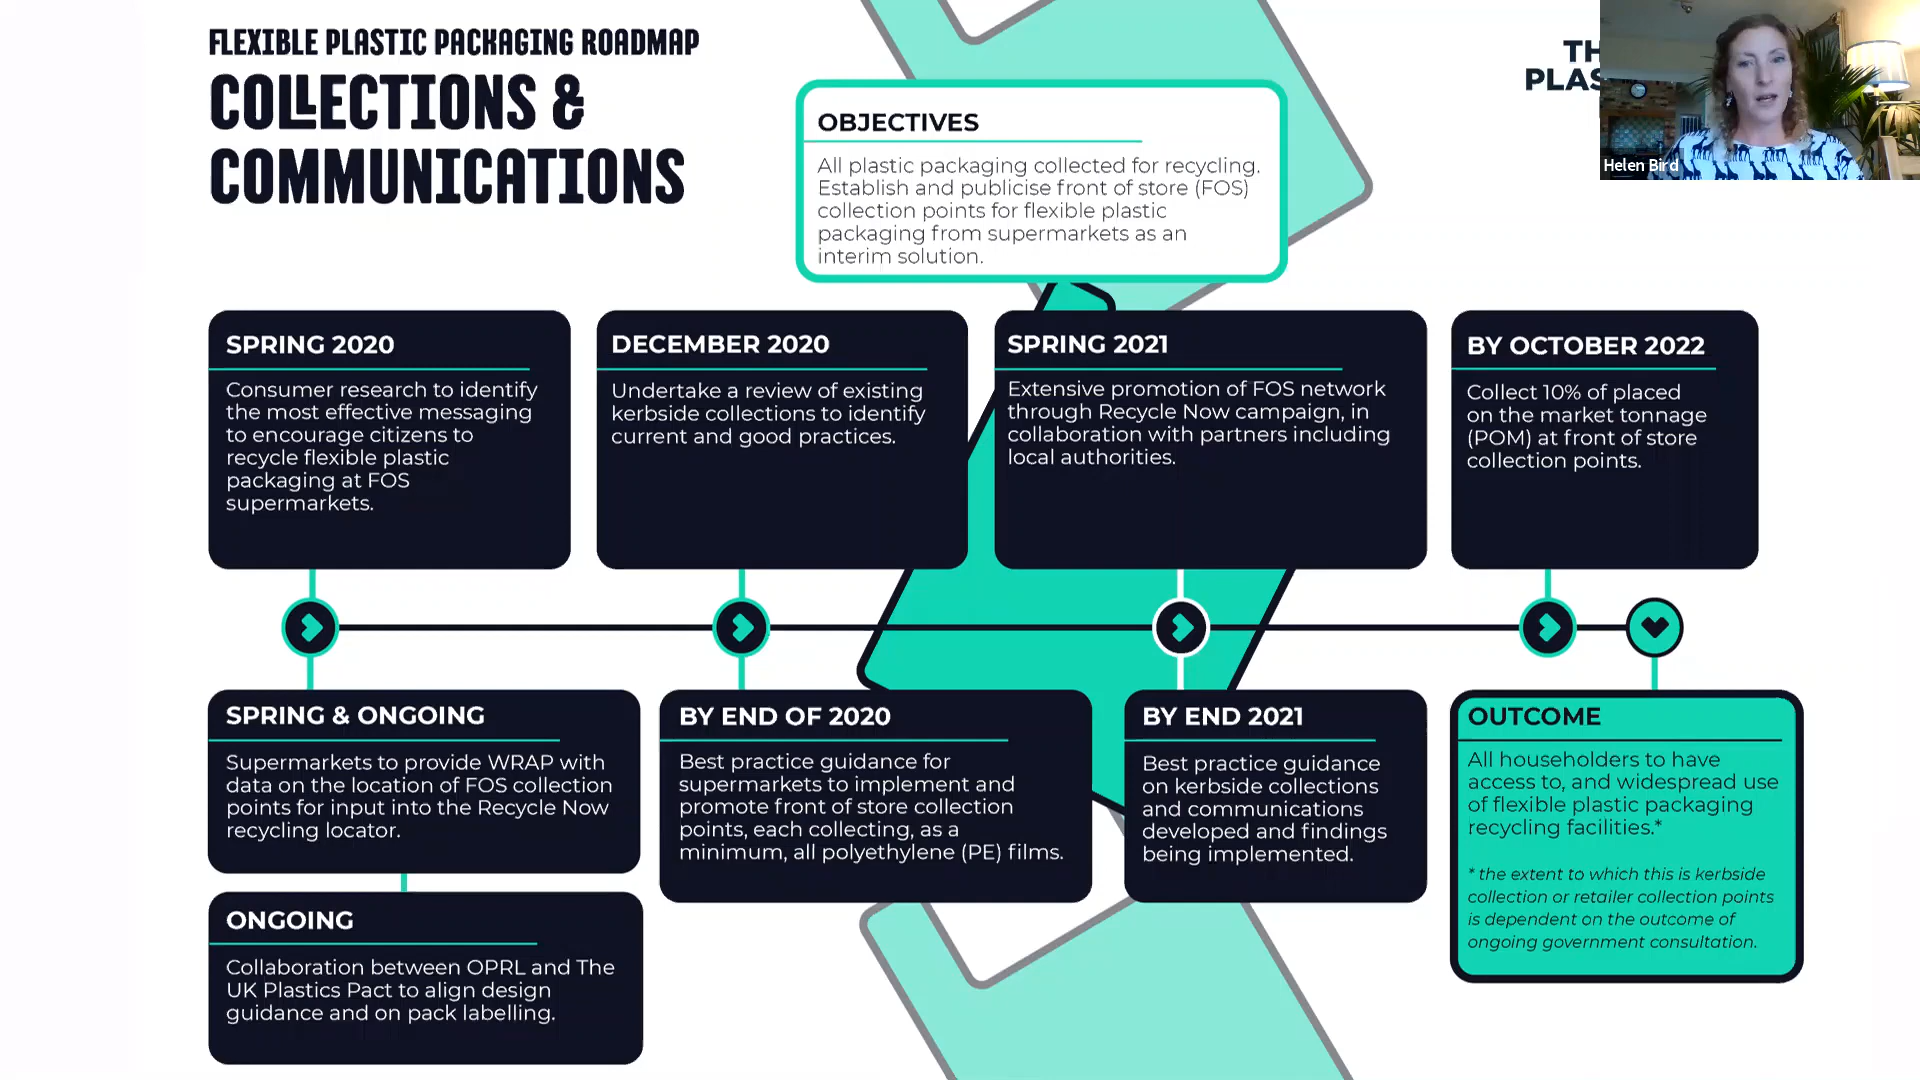 FLEXIBLE PLASTIC PACKAGING ROADMAP
COLLECTIONS &
COMMUNICATIONS
OBJECTIVES
All plastic packaging collected for recycling.
Establish and publicise front of store (FOS)
collection points for flexible plastic
packaging from supermarkets as an
interim solution.
Helen Bird
SPRING 2020
Consumer research to identify
the most effective messaging
to encourage citizens to
recycle flexible plastic
packaging at FOS
supermarkets.
DECEMBER 2020
Undertake a review of existing
kerbside collections to identify
current and good practices.
SPRING 2021
Extensive promotion of FOS network
through Recycle Now campaign, in
collaboration with partners including
local authorities.
BY OCTOBER 2022
Collect 10% of placed
on the market tonnage
(POM) at front of store
collection points.
SPRING & ONGOING
Supermarkets to provide WRAP with
data on the location of FOS collection
points for input into the Recycle Now
recycling locator.
ONGOING
Collaboration between OPRL and The
UK Plastics Pact to align design
guidance and on pack labelling.
BY END OF 2020
Best practice guidance for
supermarkets to implement and
promote front of store collection
points, each collecting, as a
minimum, all polyethylene (PE) films.
BY END 2021
Best practice guidance
on kerbside collections
and communications
developed and findings
being implemented.
OUTCOME
All householders to have
access to, and widespread use
of flexible plastic packaging
recycling facilities.*
* the extent to which this is kerbside
collection or retailer collection points
is dependent on the outcome of
ongoing government consultation.